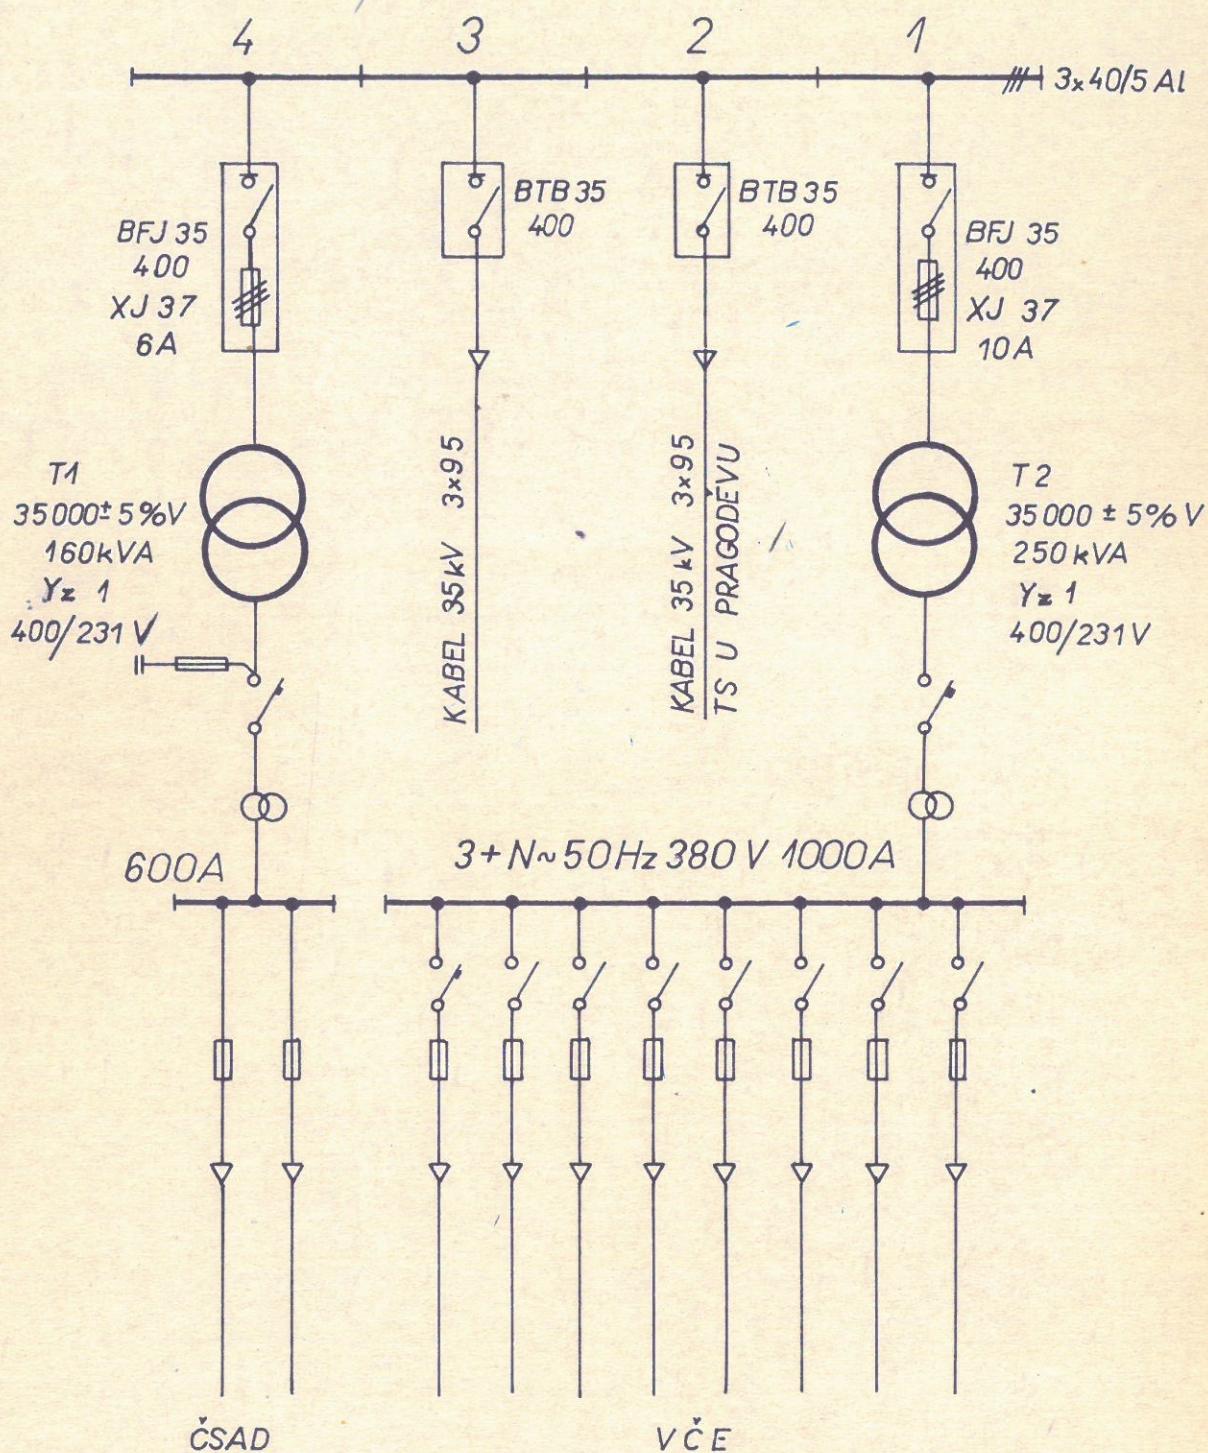 4
3
2
1
3x40/5 Al
BFJ 35
400
XJ 37
6A
BTB 35
400
BTB 35
400
BFJ 35
400
XJ 37
10A
T1
35000±5%V
160kVA
Yz 1
400/231 V
KABEL 35kV 3x95
KABEL 35 kV 3x95
TS U PRAGODEVU
T2
35000 ± 5% V
250 kVA
Yz 1
400/231V
600A
3+N~50Hz 380V 1000A
ČSAD
VČE